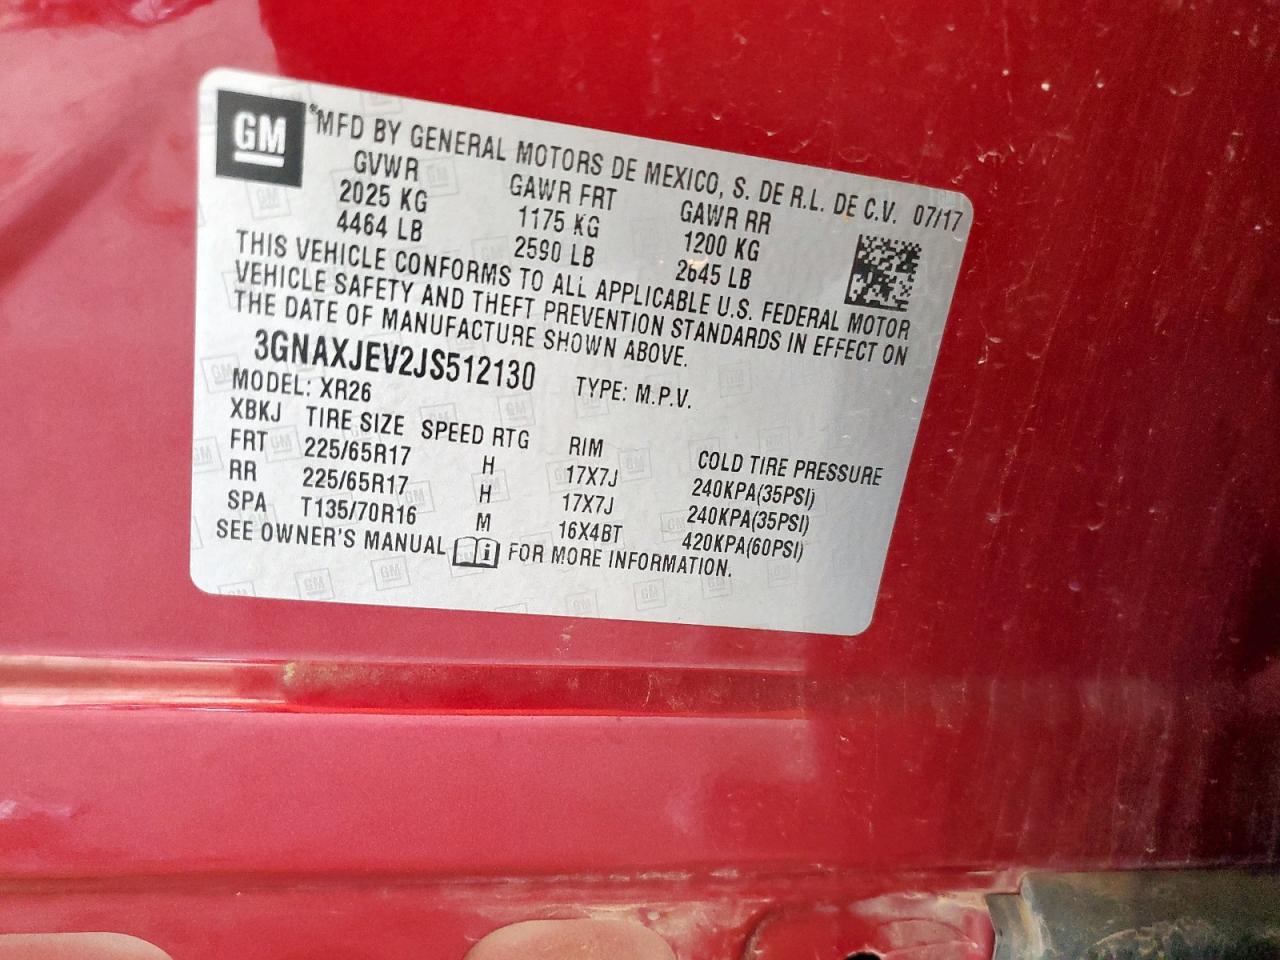 GM ®MFD BY GENERAL MOTORS DE MEXICO, S. DE R.L. DE C.V. 07/17
GVWR GAWR FRT GAWR RR
2025 KG 1175 KG 1200 KG
4464 LB 2590 LB 2645 LB
THIS VEHICLE CONFORMS TO ALL APPLICABLE U.S. FEDERAL MOTOR
VEHICLE SAFETY AND THEFT PREVENTION STANDARDS IN EFFECT ON
THE DATE OF MANUFACTURE SHOWN ABOVE.
3GNAXJEV2JS512130 TYPE: M.P.V.
MODEL: XR26
XBKJ TIRE SIZE SPEED RTG RIM COLD TIRE PRESSURE
FRT 225/65R17 H 17X7J 240KPA(35PSI)
RR 225/65R17 H 17X7J 240KPA(35PSI)
SPA T135/70R16 M 16X4BT 420KPA(60PSI)
SEE OWNER'S MANUAL i FOR MORE INFORMATION.